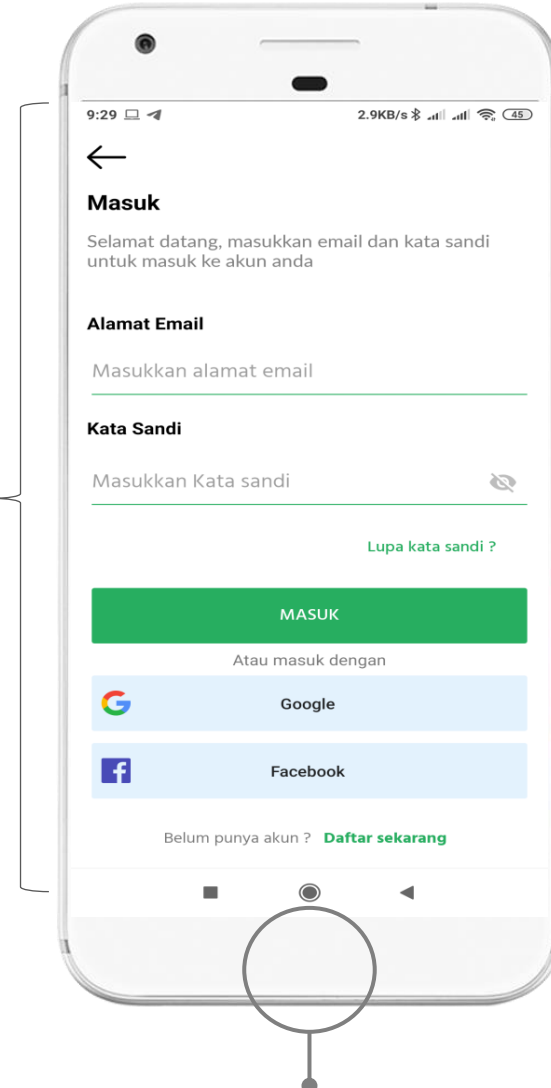 9:29 2.9KB/s 45
Masuk
Selamat datang, masukkan email dan kata sandi
untuk masuk ke akun anda
Alamat Email
Masukkan alamat email
Kata Sandi
Masukkan Kata sandi
Lupa kata sandi ?
MASUK
Atau masuk dengan
Google
Facebook
Belum punya akun ? Daftar sekarang